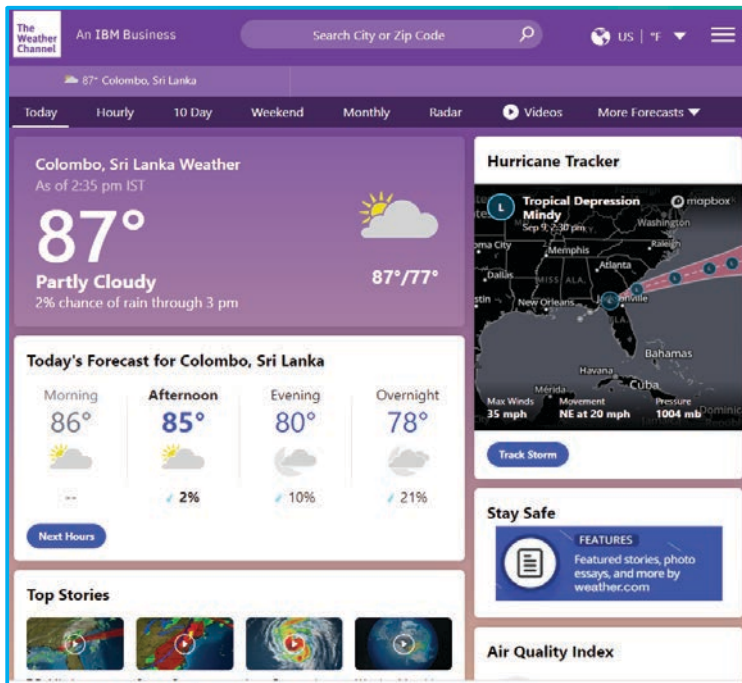 The
Weather
Channel
An IBM Business
Search City or Zip Code
US | °F
87° Colombo, Sri Lanka
Today Hourly 10 Day Weekend Monthly Radar Videos More Forecasts
Colombo, Sri Lanka Weather
As of 2:35 pm IST
87°
Partly Cloudy
2% chance of rain through 3 pm
87°/77°
Today's Forecast for Colombo, Sri Lanka
Morning Afternoon Evening Overnight
86° 85° 80° 78°
-- 2% 10% 21%
Next Hours
Top Stories
Hurricane Tracker
L
Tropical Depression
Mindy
Sep 9, 2:30 pm
mapbox
Washington
Raleigh
Memphis
Atlanta
Dallas
MISS ALA.
New Orleans
Bahamas
Havana
Cuba
Mérida
Max Winds Movement Pressure
35 mph NE at 20 mph 1004 mb
Track Storm
Stay Safe
FEATURES
Featured stories, photo
essays, and more by
weather.com
Air Quality Index